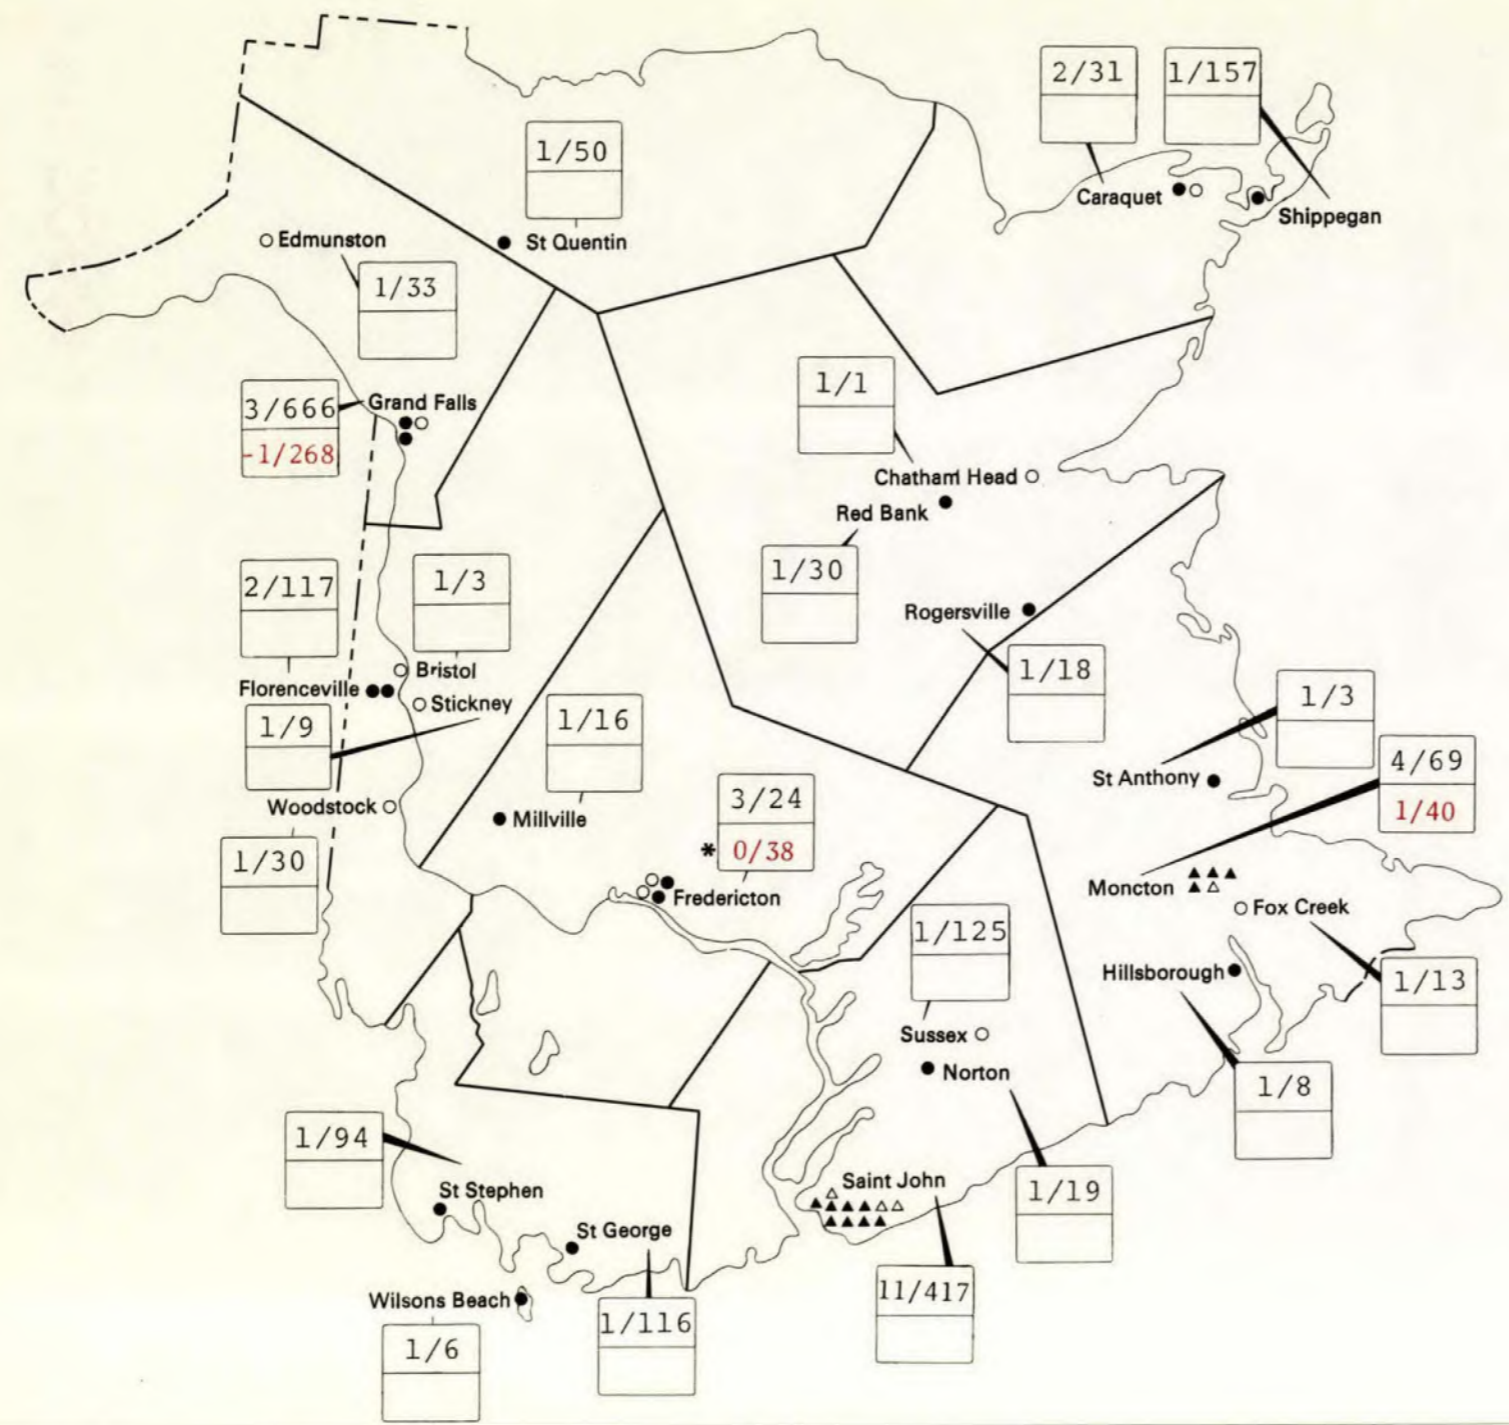 2/31
1/157
Caraquet
Shippegan
1/50
St Quentin
Edmunston
1/33
3/666
-1/268
Grand Falls
1/1
Chatham Head
Red Bank
1/30
2/117
1/3
Bristol
Florenceville
Stickney
1/9
Rogersville
1/18
1/16
Millville
Woodstock
1/30
3/24
* 0/38
Fredericton
1/3
St Anthony
4/69
1/40
Moncton
Fox Creek
1/13
Hillsborough
1/8
1/125
Sussex
Norton
1/19
1/94
St Stephen
St George
1/116
Wilsons Beach
1/6
Saint John
11/417